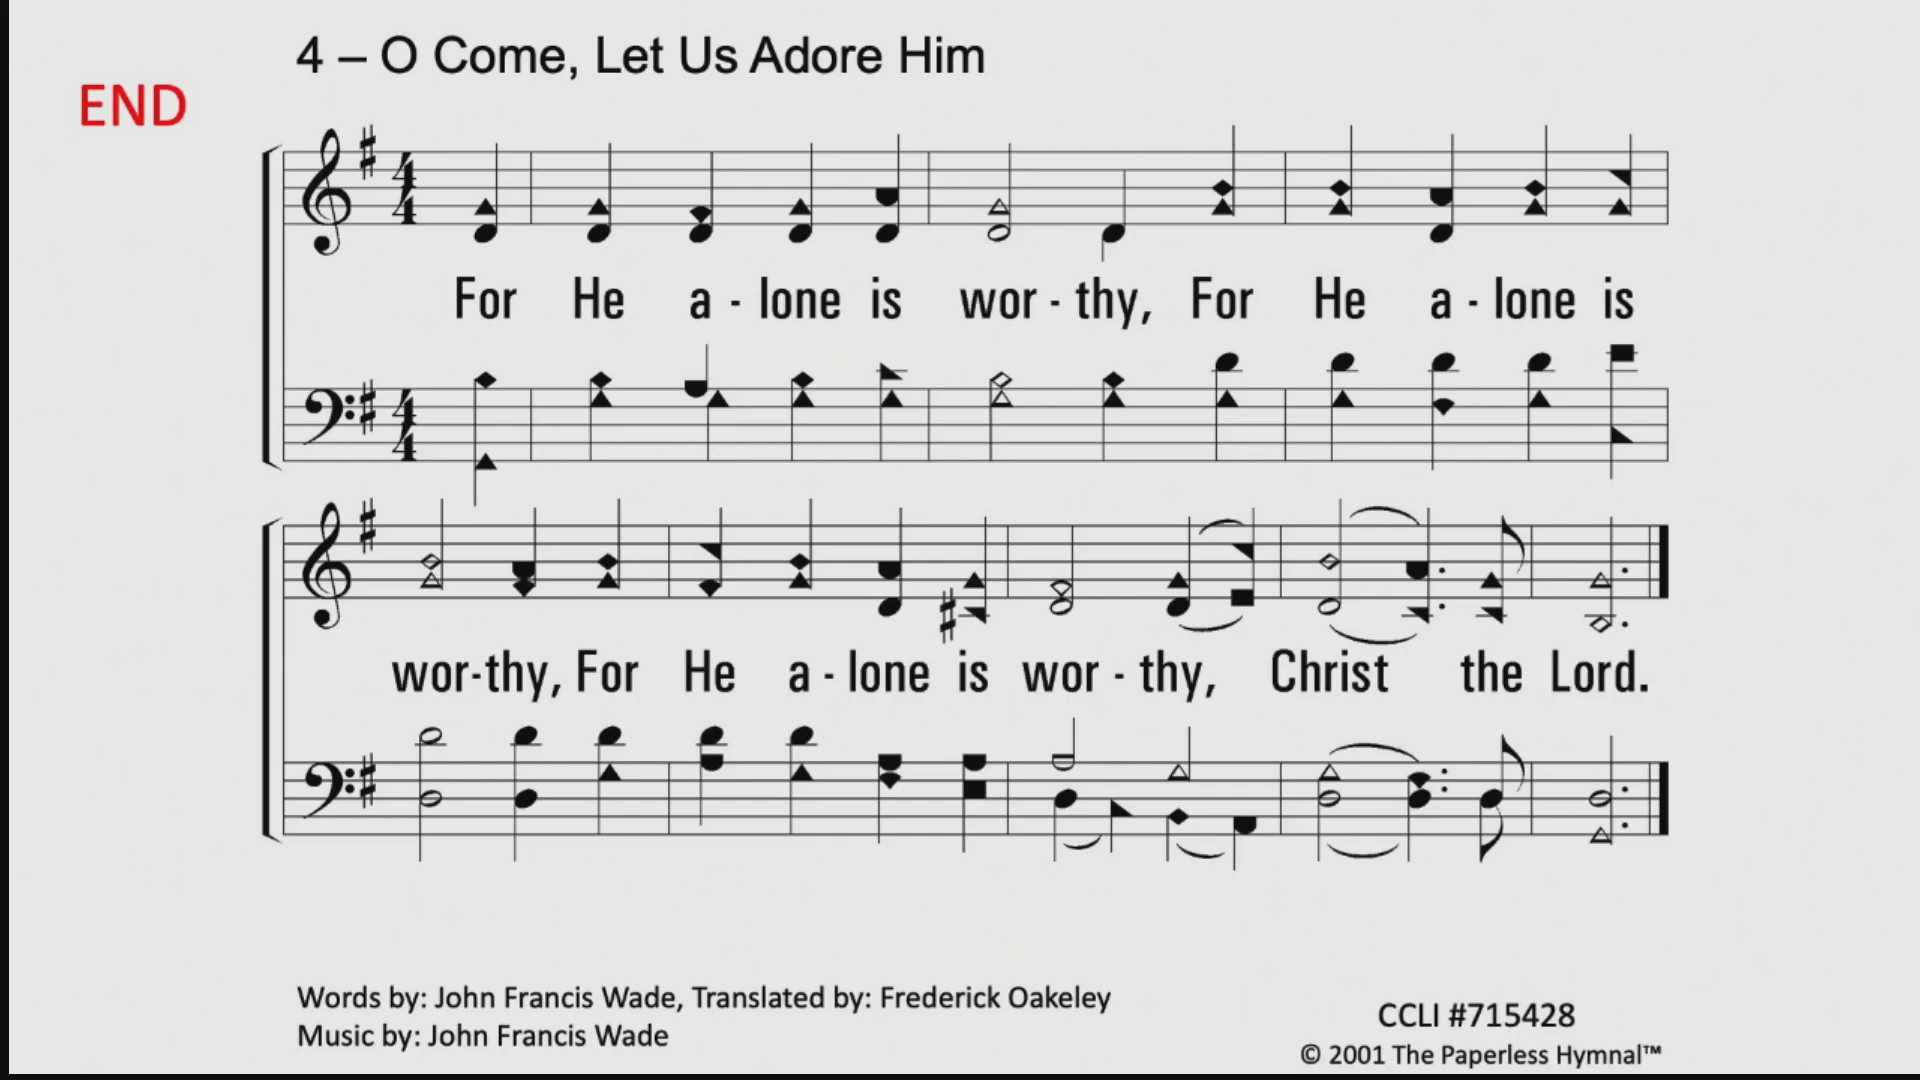 4 – O Come, Let Us Adore Him
END
For He a - lone is wor - thy, For He a - lone is
wor-thy, For He a - lone is wor - thy, Christ the Lord.
Words by: John Francis Wade, Translated by: Frederick Oakeley
Music by: John Francis Wade
CCLI #715428
© 2001 The Paperless Hymnal™